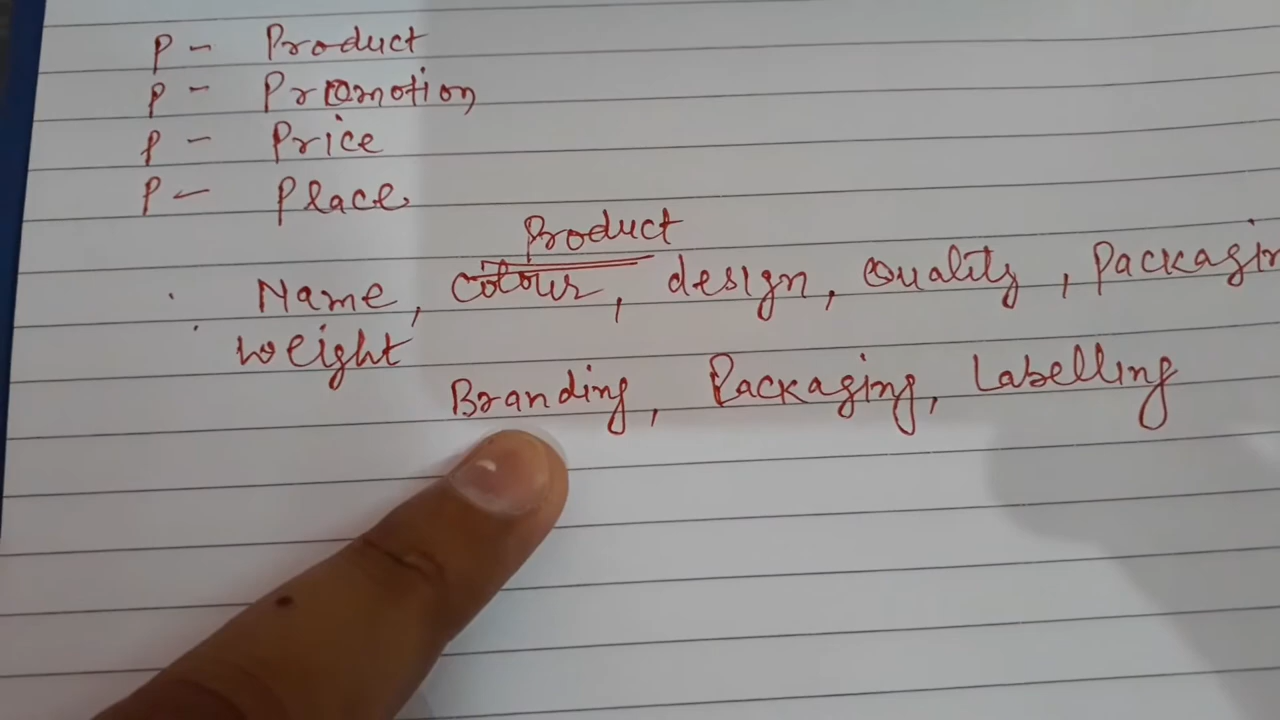 P - Product
P - Promotion
P - Price
P - Place
Product
Name, colour, design, Quality, Packagin
weight
Branding, Packaging, Labelling